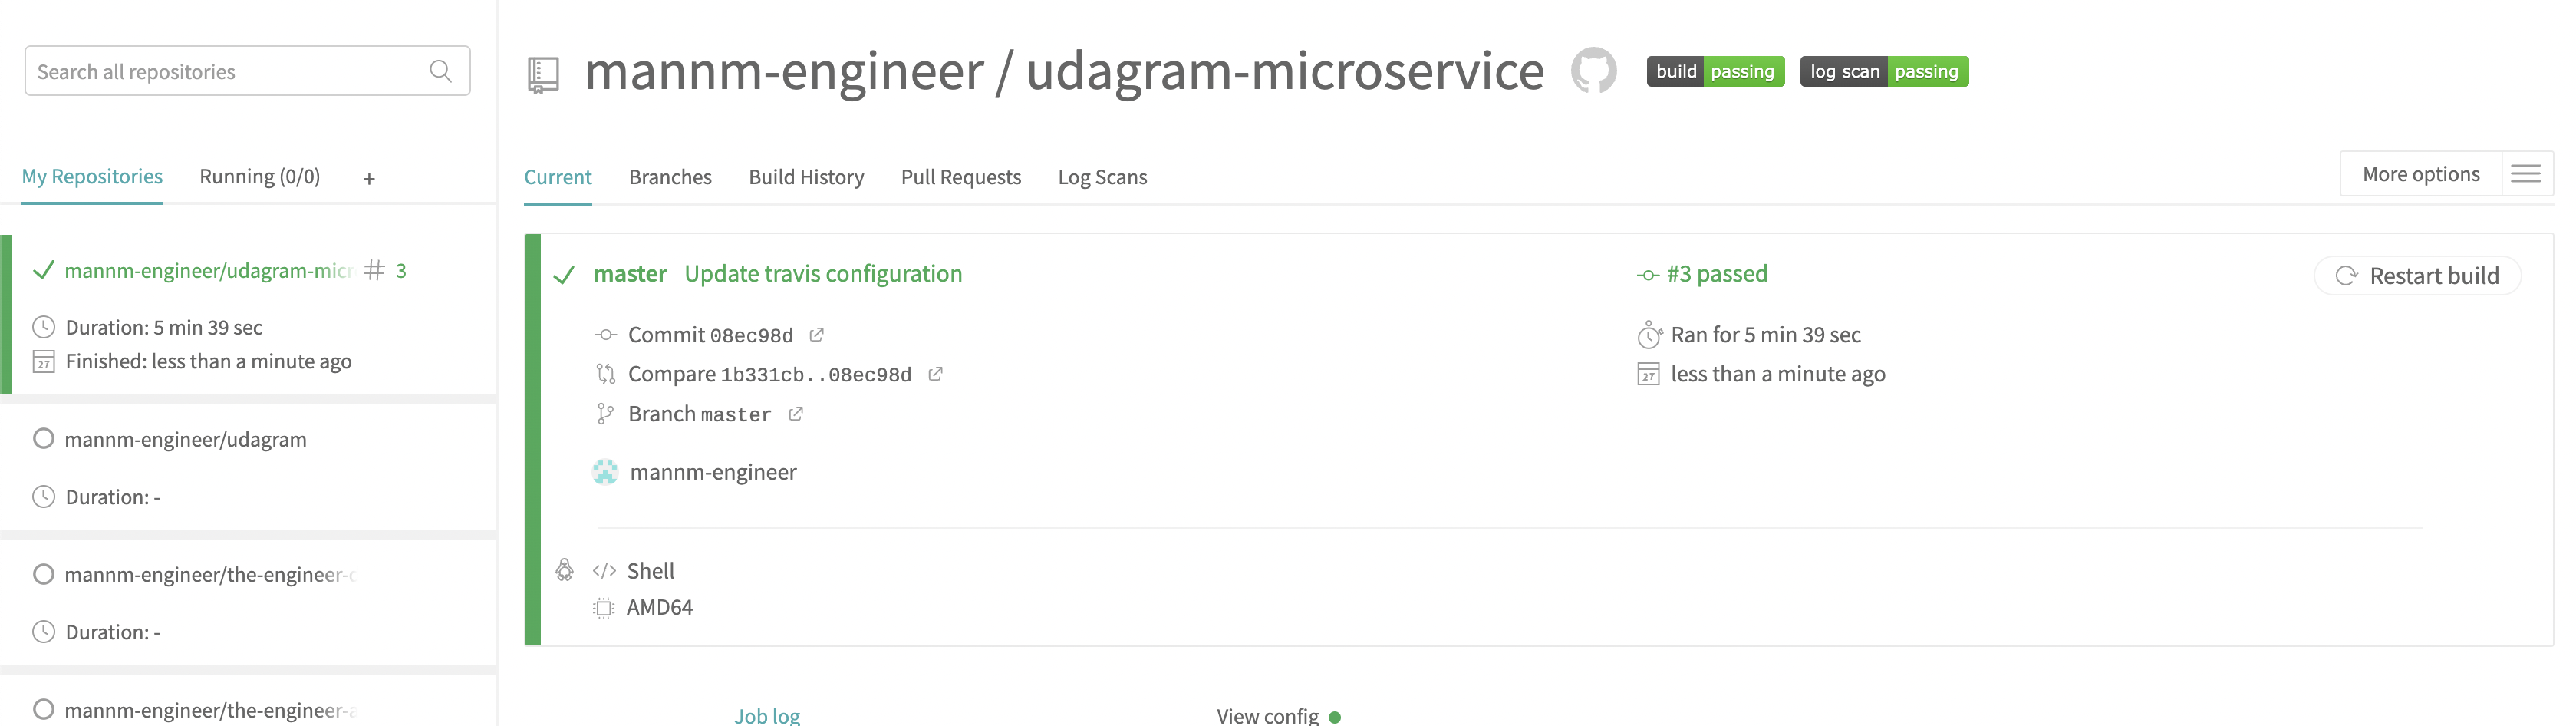 Search all repositories
My Repositories
Running (0/0)
+
mannm-engineer/udagram-micr # 3
Duration: 5 min 39 sec
27 Finished: less than a minute ago
mannm-engineer/udagram
Duration: -
mannm-engineer/the-engineer-
Duration: -
mannm-engineer/the-engineer-
mannm-engineer / udagram-microservice
build passing
log scan passing
Current
Branches
Build History
Pull Requests
Log Scans
More options
master Update travis configuration
Commit 08ec98d
Compare 1b331cb..08ec98d
Branch master
mannm-engineer
#3 passed
Ran for 5 min 39 sec
27 less than a minute ago
Restart build
</> Shell
AMD64
Job log
View config